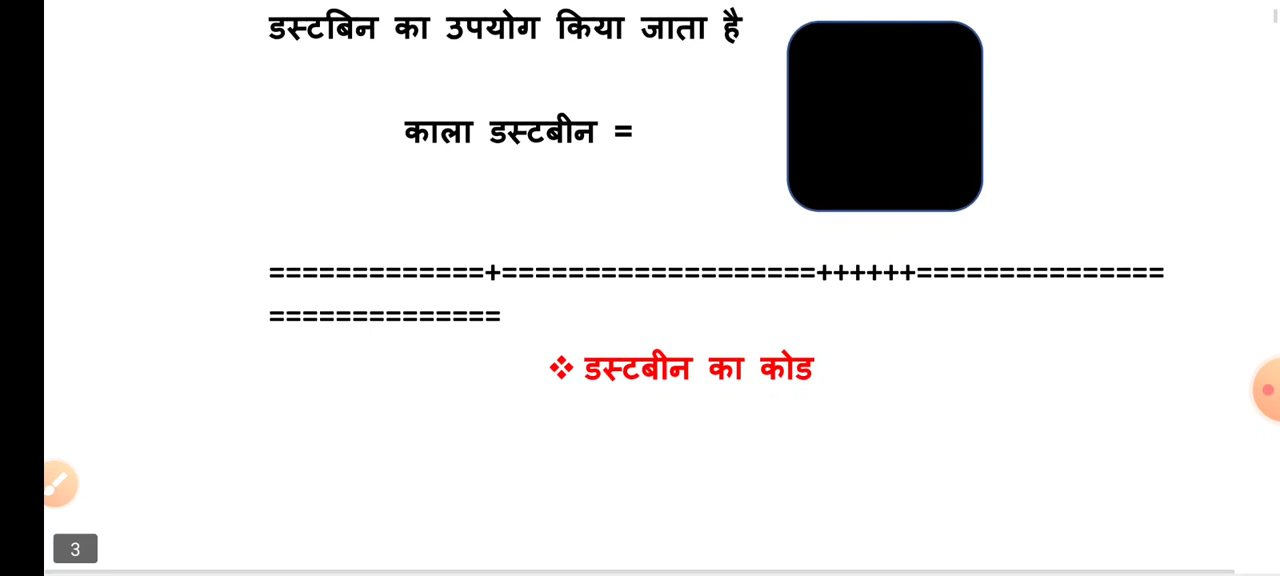 डस्टबिन का उपयोग किया जाता है
काला डस्टबीन =
=============+===================++++++===============
==============
❖ डस्टबीन का कोड
3